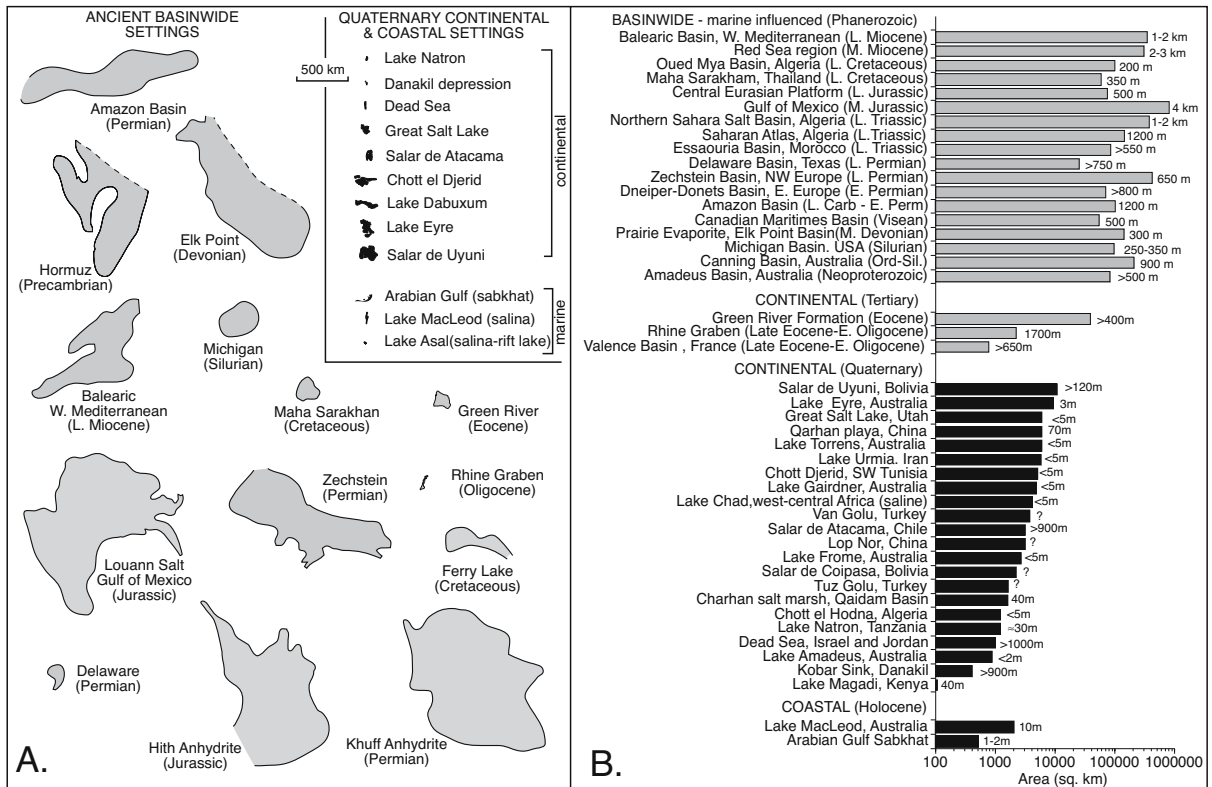 ANCIENT BASINWIDE
SETTINGS
Amazon Basin
(Permian)
Elk Point
(Devonian)
Hormuz
(Precambrian)
Balearic
W. Mediterranean
(L. Miocene)
Michigan
(Silurian)
Maha Sarakhan
(Cretaceous)
Green River
(Eocene)
Zechstein
(Permian)
Rhine Graben
(Oligocene)
Louann Salt
Gulf of Mexico
(Jurassic)
Ferry Lake
(Cretaceous)
Delaware
(Permian)
Hith Anhydrite
(Jurassic)
Khuff Anhydrite
(Permian)
A.
QUATERNARY CONTINENTAL
& COASTAL SETTINGS
500 km
Lake Natron
Danakil depression
Dead Sea
Great Salt Lake
Salar de Atacama
Chott el Djerid
Lake Dabuxum
Lake Eyre
Salar de Uyuni
continental
Arabian Gulf (sabkhat)
Lake MacLeod (salina)
Lake Asal(salina-rift lake)
marine
BASINWIDE - marine influenced (Phanerozoic)
Balearic Basin, W. Mediterranean (L. Miocene) 1-2 km
Red Sea region (M. Miocene) 2-3 km
Oued Mya Basin, Algeria (L. Cretaceous) 200 m
Maha Sarakham, Thailand (L. Cretaceous) 350 m
Central Eurasian Platform (L. Jurassic) 500 m
Gulf of Mexico (M. Jurassic) 4 km
Northern Sahara Salt Basin, Algeria (L. Triassic) 1-2 km
Saharan Atlas, Algeria (L.Triassic) 1200 m
Essaouria Basin, Morocco (L. Triassic) >550 m
Delaware Basin, Texas (L. Permian) >750 m
Zechstein Basin, NW Europe (L. Permian) 650 m
Dneiper-Donets Basin, E. Europe (E. Permian) >800 m
Amazon Basin (L. Carb - E. Perm) 1200 m
Canadian Maritimes Basin (Visean) 500 m
Prairie Evaporite, Elk Point Basin(M. Devonian) 300 m
Michigan Basin. USA (Silurian) 250-350 m
Canning Basin, Australia (Ord-Sil.) 900 m
Amadeus Basin, Australia (Neoproterozoic) >500 m
CONTINENTAL (Tertiary)
Green River Formation (Eocene) >400m
Rhine Graben (Late Eocene-E. Oligocene) 1700m
Valence Basin , France (Late Eocene-E. Oligocene) >650m
CONTINENTAL (Quaternary)
Salar de Uyuni, Bolivia >120m
Lake Eyre, Australia 3m
Great Salt Lake, Utah <5m
Qarhan playa, China 70m
Lake Torrens, Australia <5m
Lake Urmia. Iran <5m
Chott Djerid, SW Tunisia <5m
Lake Gairdner, Australia <5m
Lake Chad,west-central Africa (saline) <5m
Van Golu, Turkey ?
Salar de Atacama, Chile >900m
Lop Nor, China ?
Lake Frome, Australia <5m
Salar de Coipasa, Bolivia ?
Tuz Golu, Turkey ?
Charhan salt marsh, Qaidam Basin 40m
Chott el Hodna, Algeria <5m
Lake Natron, Tanzania ≈30m
Dead Sea, Israel and Jordan >1000m
Lake Amadeus, Australia <2m
Kobar Sink, Danakil >900m
Lake Magadi, Kenya 40m
COASTAL (Holocene)
Lake MacLeod, Australia 10m
Arabian Gulf Sabkhat 1-2m
100 1000 10000 100000 1000000
Area (sq. km)
B.